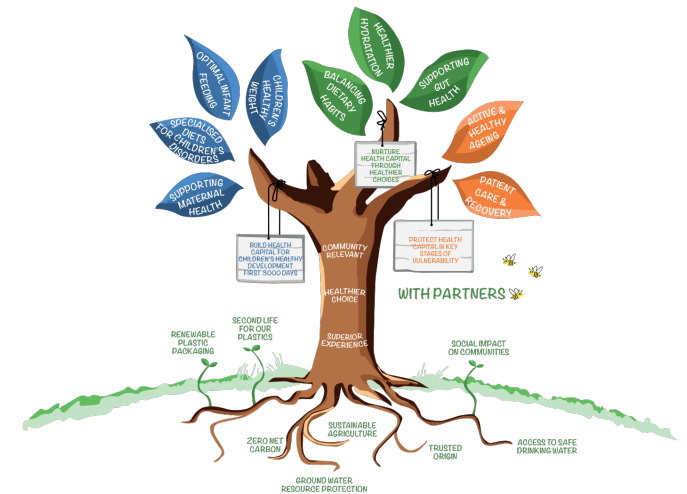 OPTIMAL INFANT
FEEDING
CHILDREN'S
HEALTHY
WEIGHT
SPECIALISED
DIETS
FOR CHILDREN'S
DISORDERS
SUPPORTING
MATERNAL
HEALTH
BALANCING
DIETARY
HABITS
HEALTHIER
HYDRATATION
SUPPORTING
GUT
HEALTH
ACTIVE &
HEALTHY
AGEING
PATIENT
CARE &
RECOVERY
NURTURE
HEALTH CAPITAL
THROUGH
HEALTHIER
CHOICES
BUILD HEALTH
CAPITAL FOR
CHILDREN'S HEALTHY
DEVELOPMENT
FIRST 3000 DAYS
PROTECT HEALTH
CAPITAL IN KEY
STAGES OF
VULNERABILITY
COMMUNITY
RELEVANT
HEALTHIER
CHOICE
SUPERIOR
EXPERIENCE
WITH PARTNERS
RENEWABLE
PLASTIC
PACKAGING
SECOND LIFE
FOR OUR
PLASTICS
SOCIAL IMPACT
ON COMMUNITIES
ZERO NET
CARBON
SUSTAINABLE
AGRICULTURE
TRUSTED
ORIGIN
ACCESS TO SAFE
DRINKING WATER
GROUND WATER
RESOURCE PROTECTION